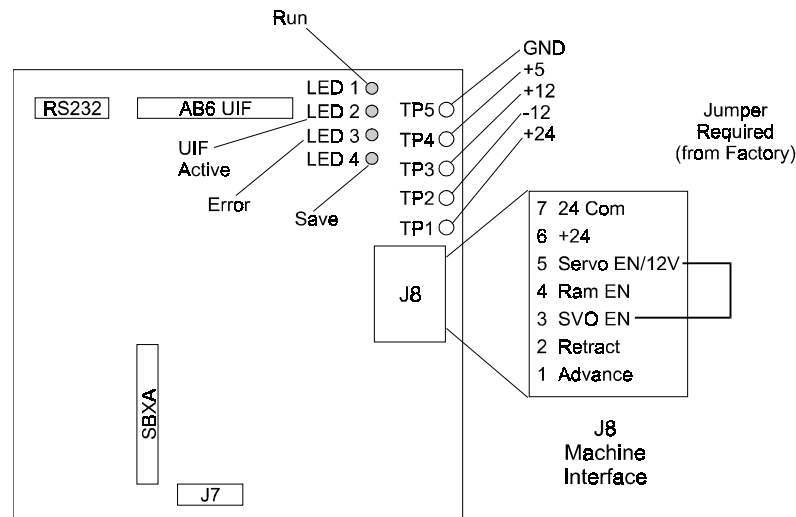 Run
GND
+5
+12
-12
+24
LED 1
LED 2
LED 3
LED 4
TP5
TP4
TP3
TP2
TP1
RS232
AB6 UIF
UIF
Active
Error
Save
Jumper
Required
(from Factory)
J8
7 24 Com
6 +24
5 Servo EN/12V
4 Ram EN
3 SVO EN
2 Retract
1 Advance
J8
Machine
Interface
SBXA
J7